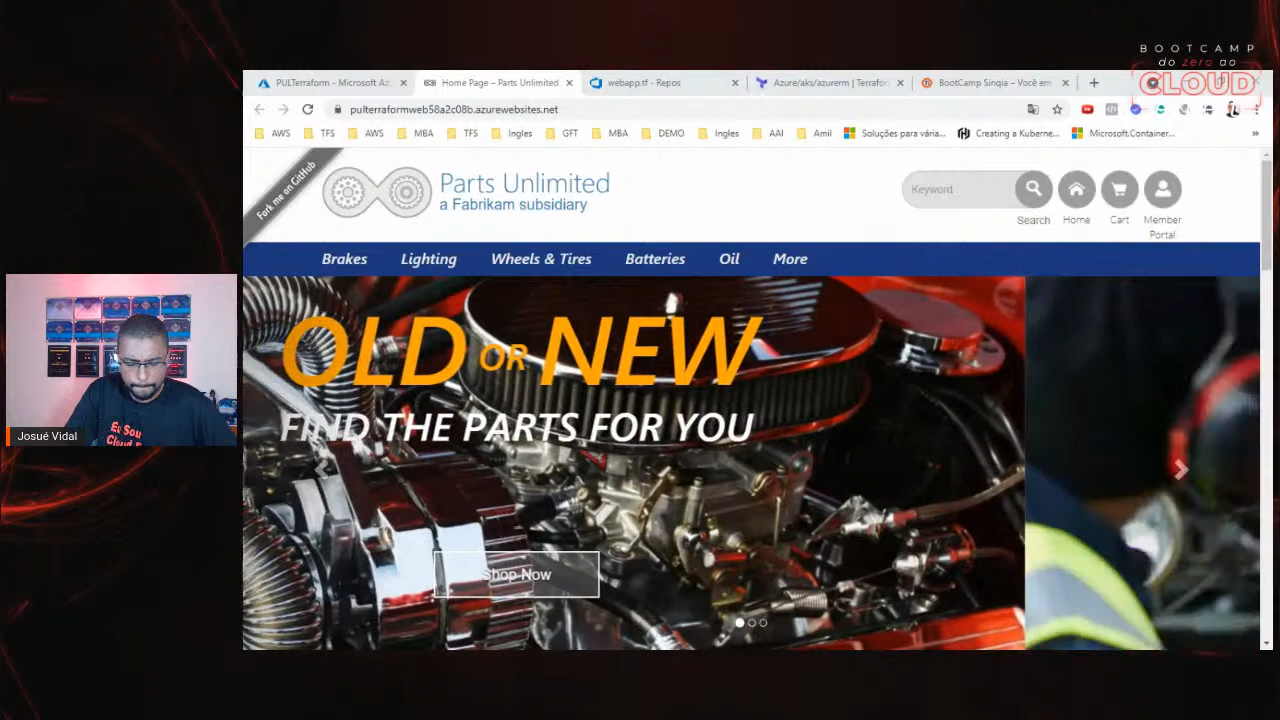 BOOTCAMP
do zero ao
CLOUD
PULTerraform - Microsoft Az
Home Page – Parts Unlimited
webapp.tf - Repos
Azure/aks/azurerm | Terrafor
BootCamp Sinqia – Você em
pulterraformweb58a2c08b.azurewebsites.net
AWS
TFS
AWS
MBA
TFS
Ingles
GFT
MBA
DEMO
Ingles
AAI
Amil
Soluções para vária...
Creating a Kuberne...
Microsoft.Container...
»
Fork me on GitHub
Parts Unlimited
a Fabrikam subsidiary
Keyword
Search
Home
Cart
Member
Portal
Brakes
Lighting
Wheels & Tires
Batteries
Oil
More
OLD OR NEW
FIND THE PARTS FOR YOU
Shop Now
Eu Sou
Josué Vidal